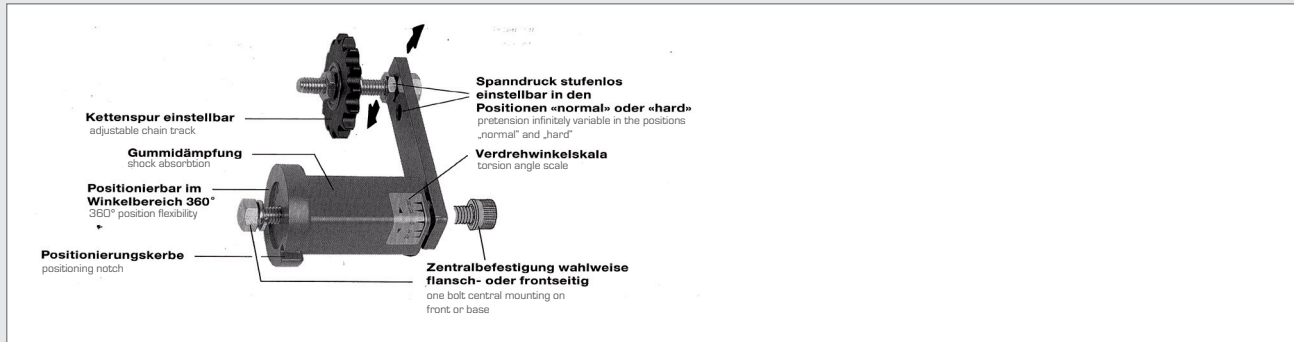 Spanndruck stufenlos
einstellbar in den
Positionen «normal» oder «hard»
pretension infinitely variable in the positions
„normal" and „hard"
Kettenspur einstellbar
adjustable chain track
Gummidämpfung
shock absorbtion
Verdrehwinkelskala
torsion angle scale
Positionierbar im
Winkelbereich 360°
360° position flexibility
Positionierungskerbe
positioning notch
Zentralbefestigung wahlweise
flansch- oder frontseitig
one bolt central mounting on
front or base